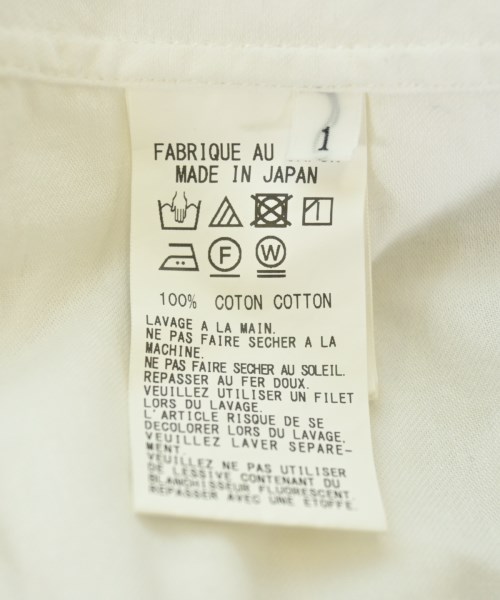 1
FABRIQUE AU
MADE IN JAPAN
F W
100% COTON COTTON
LAVAGE A LA MAIN.
NE PAS FAIRE SECHER A LA
MACHINE.
NE PAS FAIRE SECHER AU SOLEIL.
REPASSER AU FER DOUX.
VEUILLEZ UTILISER UN FILET
LORS DU LAVAGE.
L'ARTICLE RISQUE DE SE
DECOLORER LORS DU LAVAGE.
VEUILLEZ LAVER SEPARE-
MENT.
VEUILLEZ NE PAS UTILISER
DE LESSIVE CONTENANT DU
BLANCHISSEUR FLUORESCENT.
REPASSER AVEC UNE ETOFFE.